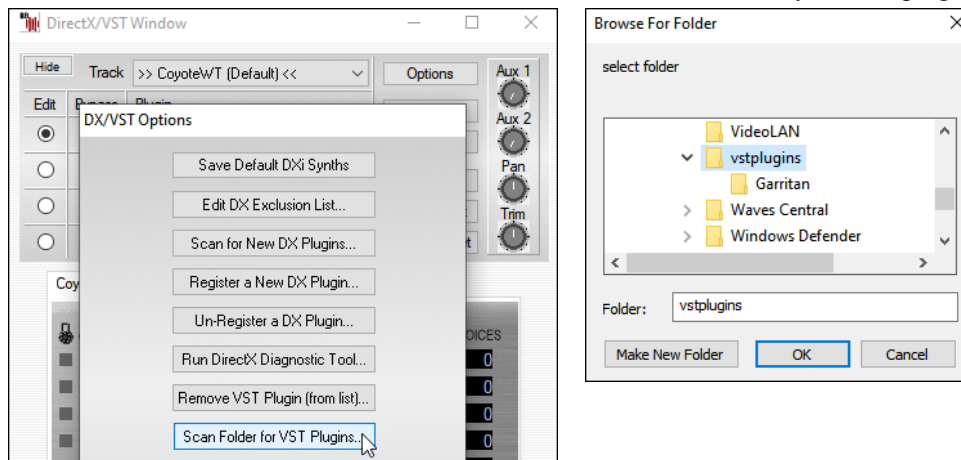 DirectX/VST Window
Hide Track >> CoyoteWT (Default) << Options Aux 1
Edit Bypass Plugin
Aux 2
DX/VST Options
Pan
Trim
Save Default DXi Synths
Edit DX Exclusion List...
Scan for New DX Plugins...
Register a New DX Plugin...
Un-Register a DX Plugin...
Run DirectX Diagnostic Tool...
Remove VST Plugin (from list)...
Scan Folder for VST Plugins...
Coy
OICES
0
0
0
0
Browse For Folder
select folder
VideoLAN
vstplugins
Garritan
Waves Central
Windows Defender
Folder: vstplugins
Make New Folder OK Cancel